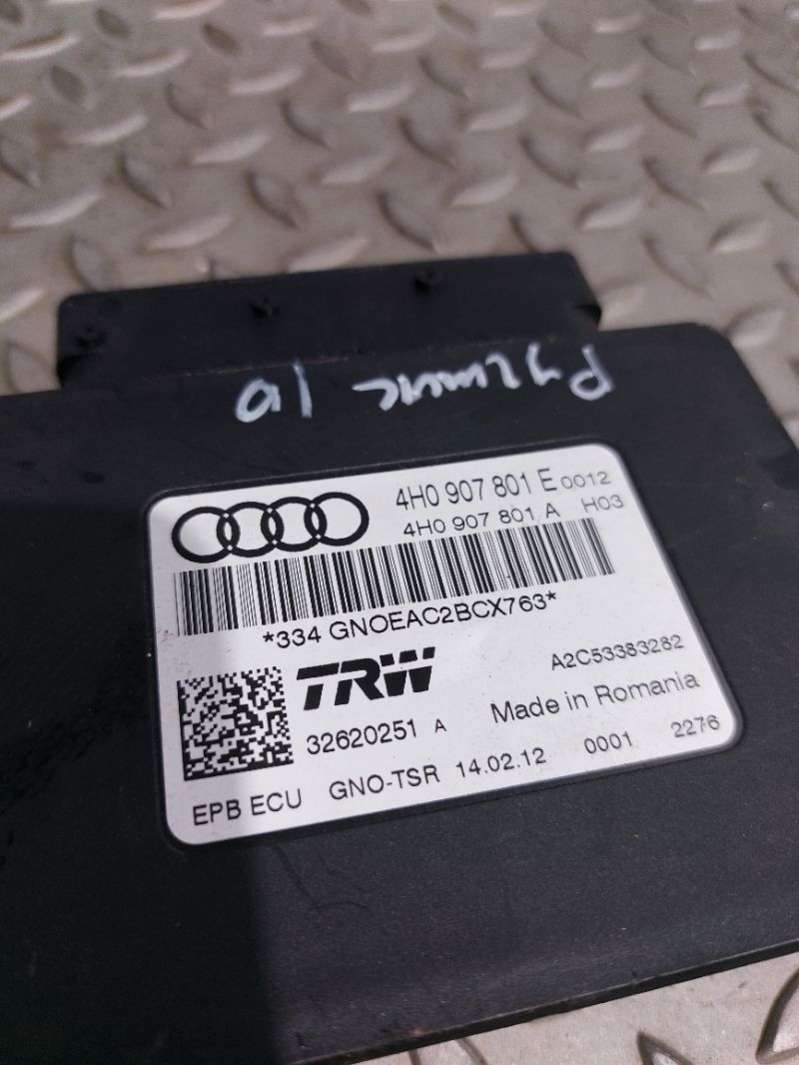 4H0 907 801 E 0012
4H0 907 801 A H03
*334 GNOEAC2BCX763*
TRW
A2C53383282
32620251 A
Made in Romania
EPB ECU GNO-TSR 14.02.12 0001 2276